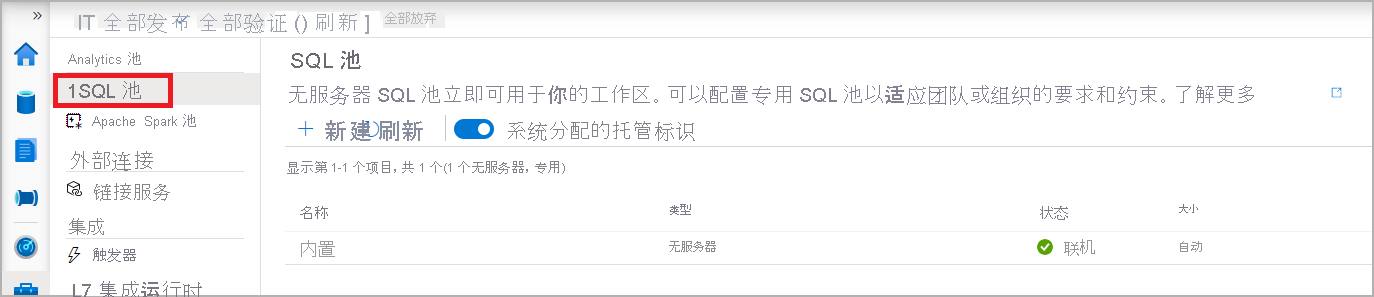 »
IT 全部发布 全部验证 () 刷新 ] 全部放弃
Analytics 池
1SQL 池
Apache Spark 池
外部连接
链接服务
集成
触发器
L7 集成运行时
SQL 池
无服务器 SQL 池立即可用于你的工作区。可以配置专用 SQL 池以适应团队或组织的要求和约束。了解更多
+ 新建 刷新 系统分配的托管标识
显示第 1-1 个项目, 共 1 个(1 个无服务器, 专用)
名称 类型 状态 大小
内置 无服务器 联机 自动